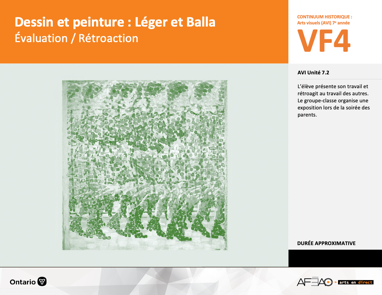 Dessin et peinture : Léger et Balla
Évaluation / Rétroaction
CONTINUUM HISTORIQUE :
Arts visuels (AVI) 7e année
VF4
AVI Unité 7.2
L'élève présente son travail et
rétroagit au travail des autres.
Le groupe-classe organise une
exposition lors de la soirée des
parents.
DURÉE APPROXIMATIVE
Ontario
arts en direct